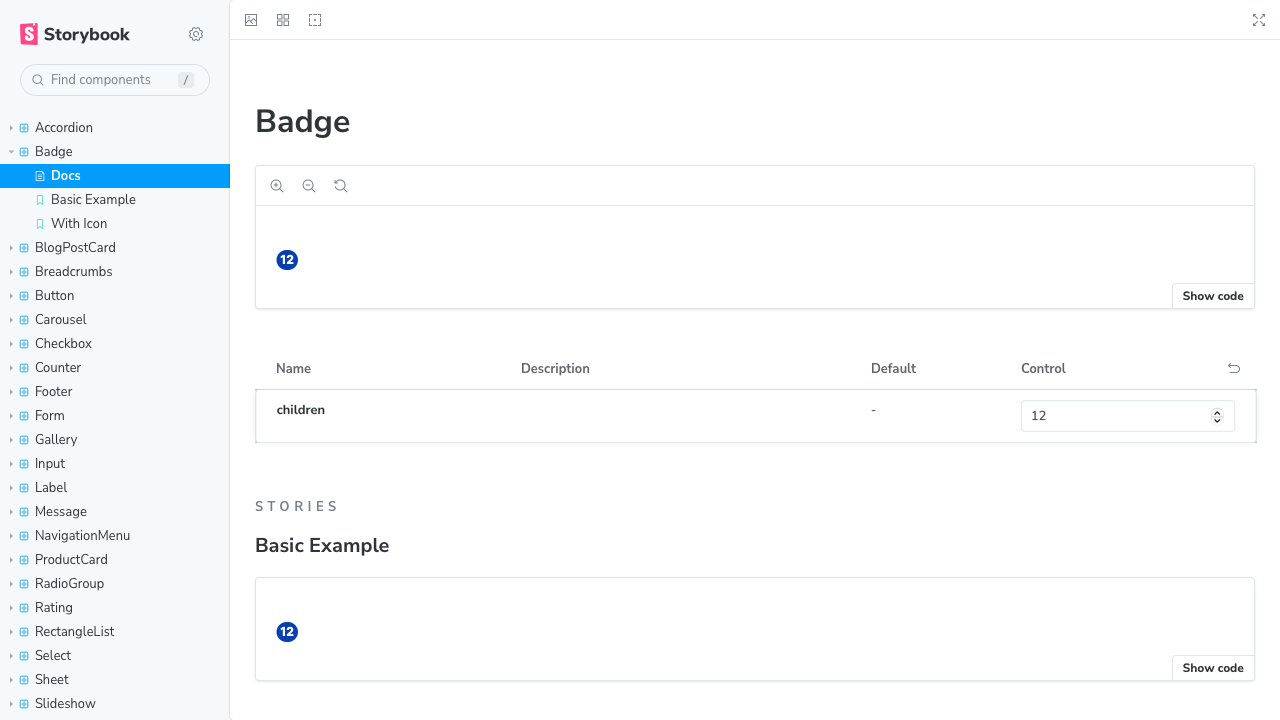 Storybook
Find components /
Accordion
Badge
Docs
Basic Example
With Icon
BlogPostCard
Breadcrumbs
Button
Carousel
Checkbox
Counter
Footer
Form
Gallery
Input
Label
Message
NavigationMenu
ProductCard
RadioGroup
Rating
RectangleList
Select
Sheet
Slideshow
Badge
12
Show code
Name Description Default Control
children - 12
STORIES
Basic Example
12
Show code